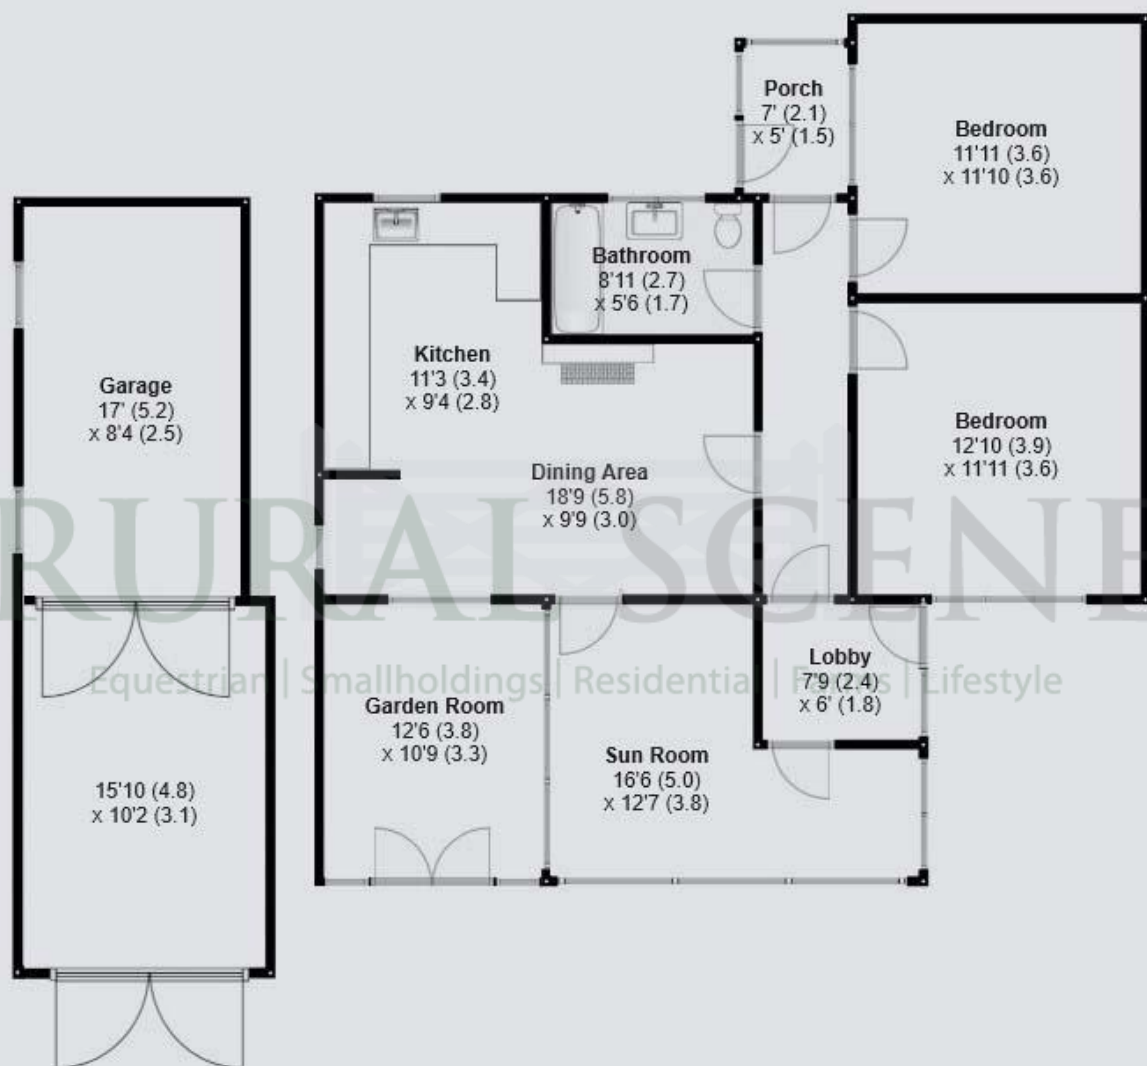 Porch
7' (2.1)
x 5' (1.5)
Bedroom
11'11 (3.6)
x 11'10 (3.6)
Bathroom
8'11 (2.7)
x 5'6 (1.7)
Kitchen
11'3 (3.4)
x 9'4 (2.8)
Garage
17' (5.2)
x 8'4 (2.5)
Bedroom
12'10 (3.9)
x 11'11 (3.6)
Dining Area
18'9 (5.8)
x 9'9 (3.0)
RURAL SCENE
Equestrian | Smallholdings | Residential | | Lifestyle
Lobby
7'9 (2.4)
x 6' (1.8)
Garden Room
12'6 (3.8)
x 10'9 (3.3)
Sun Room
16'6 (5.0)
x 12'7 (3.8)
15'10 (4.8)
x 10'2 (3.1)